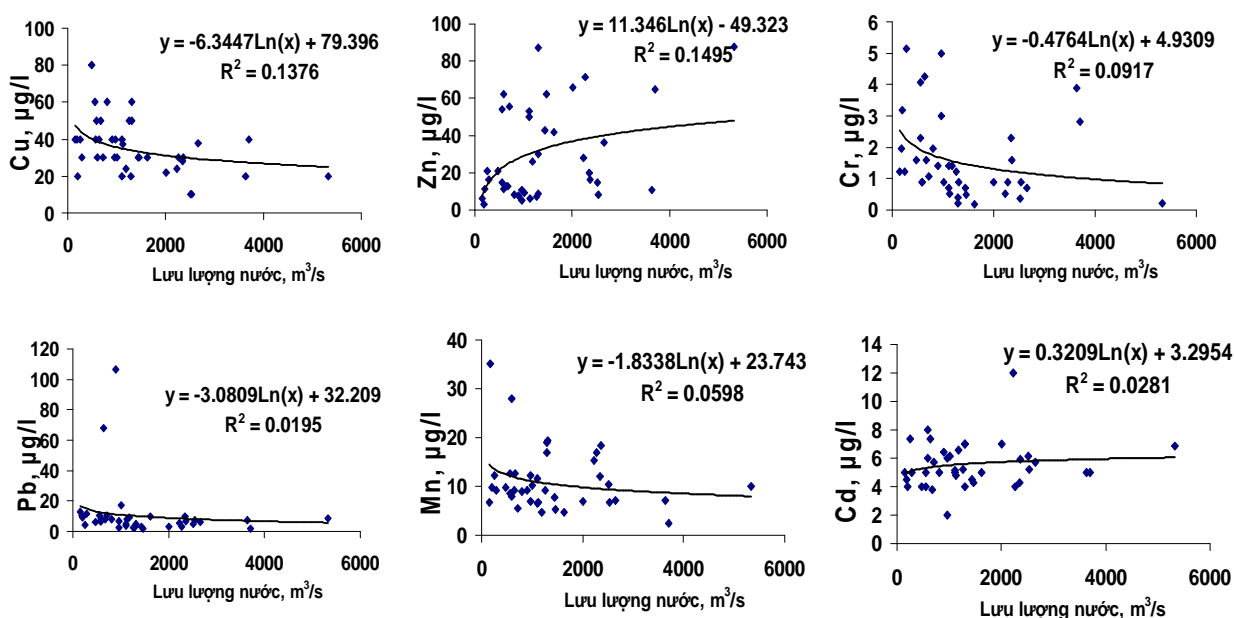 y = -6.3447Ln(x) + 79.396
R² = 0.1376
100
80
60
40
20
0
Cu, µg/l
0 2000 4000 6000
Lưu lượng nước, m³/s
y = 11.346Ln(x) - 49.323
R² = 0.1495
100
80
60
40
20
0
Zn, µg/l
0 2000 4000 6000
Lưu lượng nước, m³/s
y = -0.4764Ln(x) + 4.9309
R² = 0.0917
6
5
4
3
2
1
0
Cr, µg/l
0 2000 4000 6000
Lưu lượng nước, m³/s
y = -3.0809Ln(x) + 32.209
R² = 0.0195
120
100
80
60
40
20
0
Pb, µg/l
0 2000 4000 6000
Lưu lượng nước, m³/s
y = -1.8338Ln(x) + 23.743
R² = 0.0598
40
30
20
10
0
Mn, µg/l
0 2000 4000 6000
Lưu lượng nước, m³/s
y = 0.3209Ln(x) + 3.2954
R² = 0.0281
14
12
10
8
6
4
2
0
Cd, µg/l
0 2000 4000 6000
Lưu lượng nước, m³/s